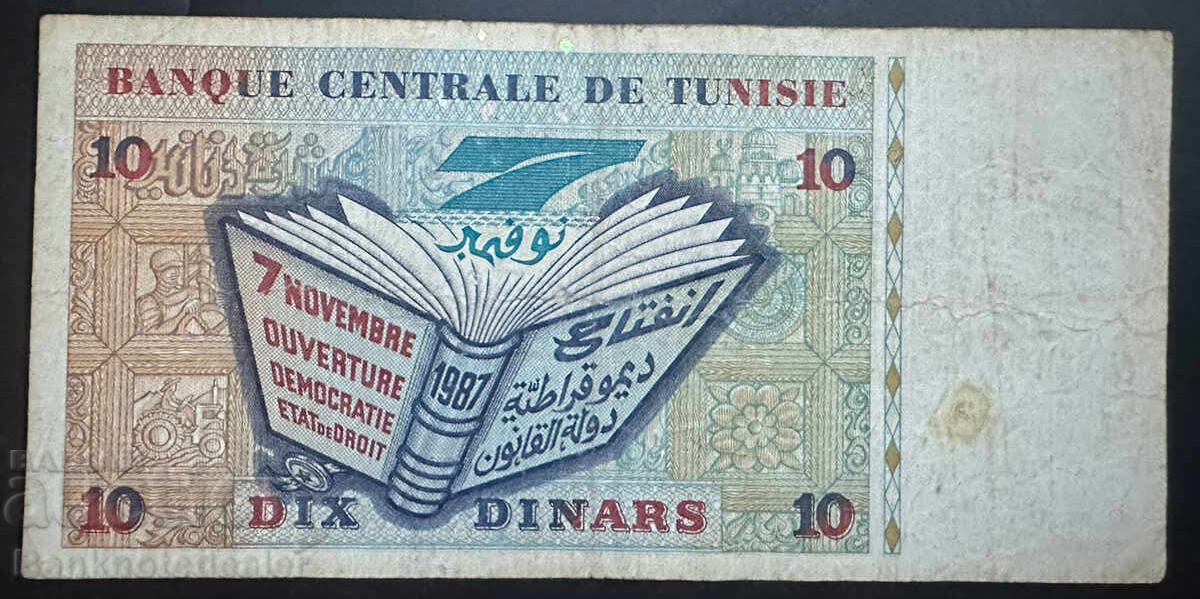 BANQUE CENTRALE DE TUNISIE
10
10
7
نوفمبر
7 NOVEMBRE
OUVERTURE
DEMOCRATIE
ETAT DE DROIT
1987
انفتاح
ديموقراطية
دولة القانون
10
DIX DINARS
10
Banknotedealor